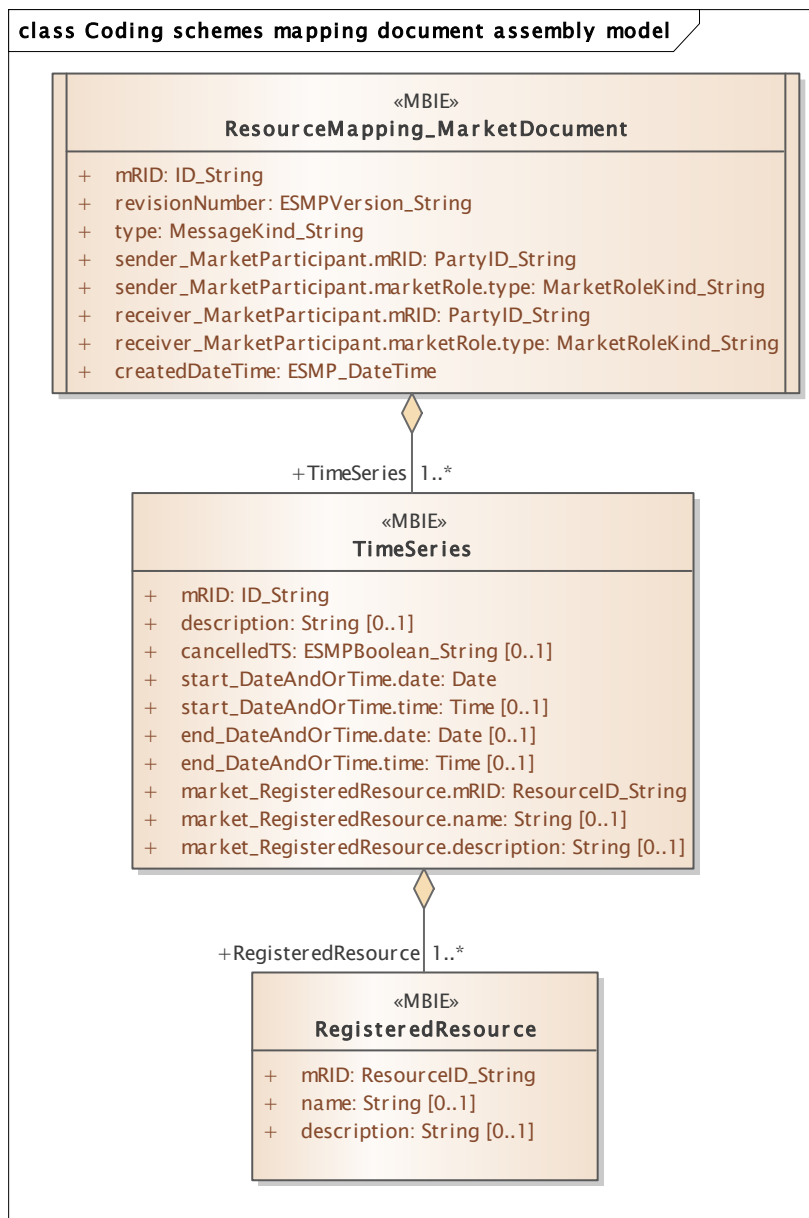 class Coding schemes mapping document assembly model
«MBIE»
ResourceMapping_MarketDocument
+ mRID: ID_String
+ revisionNumber: ESMPVersion_String
+ type: MessageKind_String
+ sender_MarketParticipant.mRID: PartyID_String
+ sender_MarketParticipant.marketRole.type: MarketRoleKind_String
+ receiver_MarketParticipant.mRID: PartyID_String
+ receiver_MarketParticipant.marketRole.type: MarketRoleKind_String
+ createdDateTime: ESMP_DateTime
+TimeSeries 1..*
«MBIE»
TimeSeries
+ mRID: ID_String
+ description: String [0..1]
+ cancelledTS: ESMPBoolean_String [0..1]
+ start_DateAndOrTime.date: Date
+ start_DateAndOrTime.time: Time [0..1]
+ end_DateAndOrTime.date: Date [0..1]
+ end_DateAndOrTime.time: Time [0..1]
+ market_RegisteredResource.mRID: ResourceID_String
+ market_RegisteredResource.name: String [0..1]
+ market_RegisteredResource.description: String [0..1]
+RegisteredResource 1..*
«MBIE»
RegisteredResource
+ mRID: ResourceID_String
+ name: String [0..1]
+ description: String [0..1]